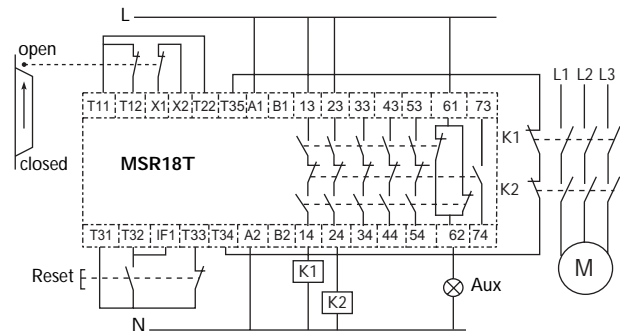 L
open
L1 L2 L3
T11 T12 X1 X2 T22 T35 A1 B1 13 23 33 43 53 61 73
K1
MSR18T
closed
K2
T31 T32 IF1 T33 T34 A2 B2 14 24 34 44 54 62 74
K1
M
Reset
Aux
K2
N